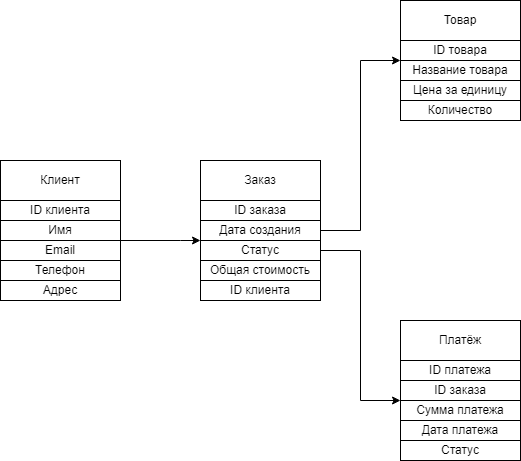 Товар
ID товара
Название товара
Цена за единицу
Количество
Клиент
ID клиента
Имя
Email
Телефон
Адрес
Заказ
ID заказа
Дата создания
Статус
Общая стоимость
ID клиента
Платёж
ID платежа
ID заказа
Сумма платежа
Дата платежа
Статус